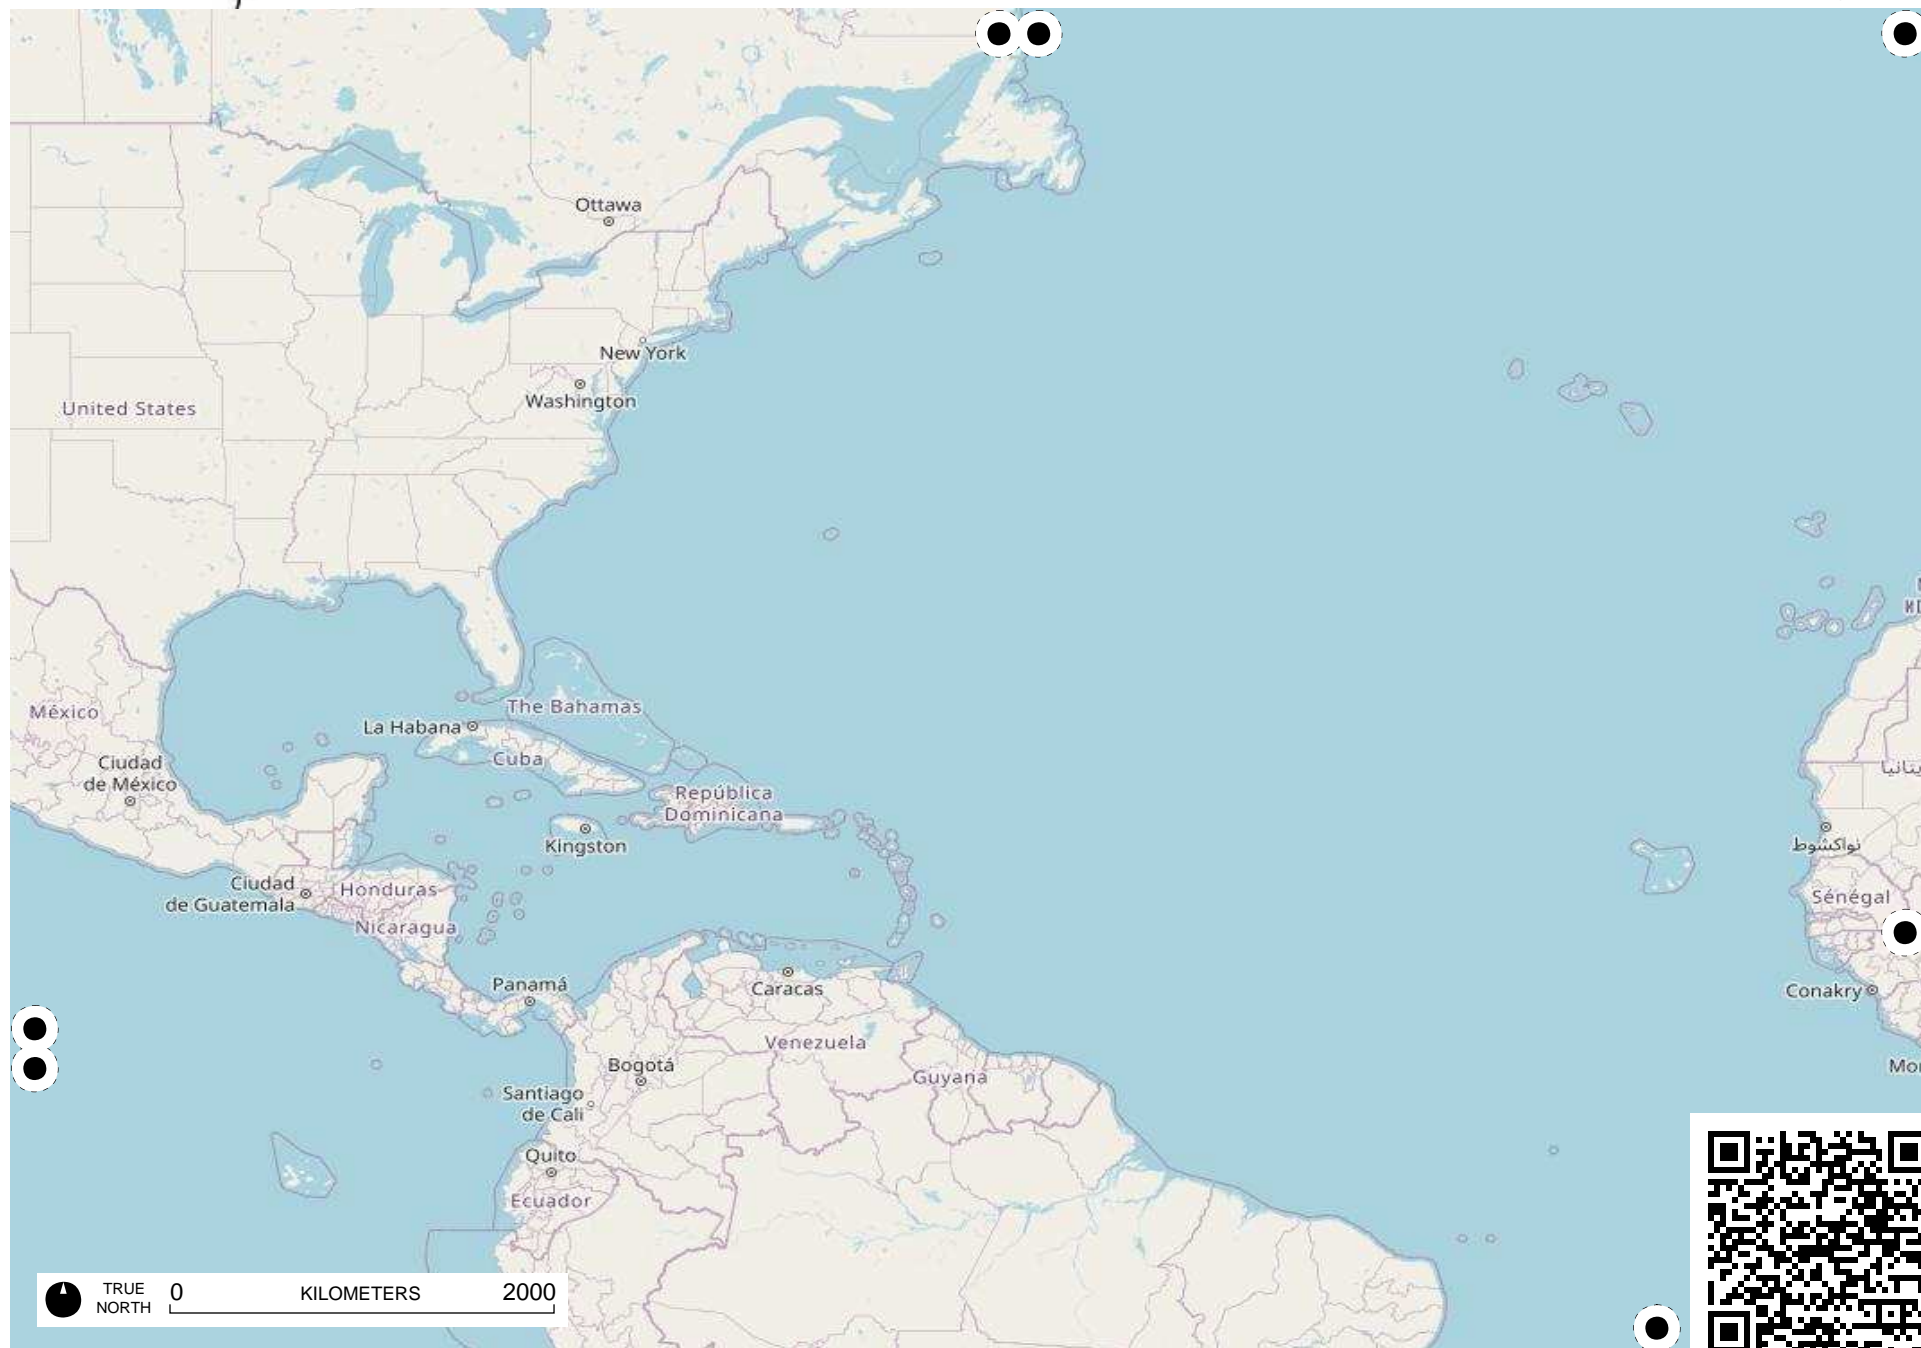 Ottawa
New York
Washington
United States
México
The Bahamas
La Habana
Cuba
Ciudad
de México
República
Dominicana
Kingston
نواكشوط
Ciudad
de Guatemala
Honduras
Sénégal
Nicaragua
Panamá
Caracas
Conakry
Venezuela
Bogotá
Guyana
Santiago
de Cali
Quito
Ecuador
TRUE
NORTH
0 KILOMETERS 2000